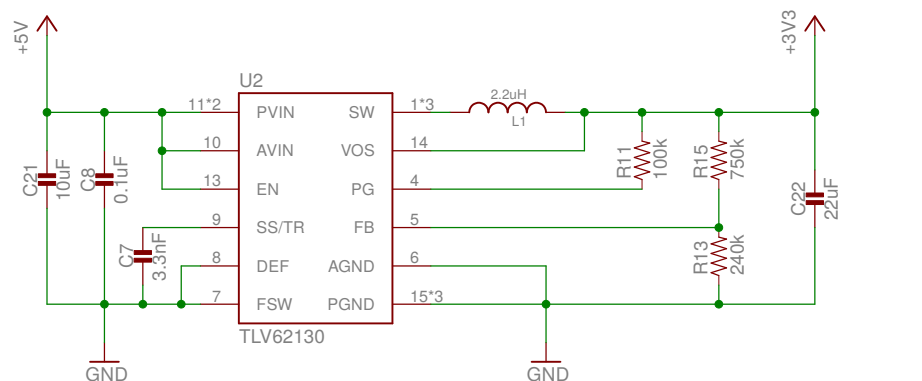 +5V
+3V3
U2
11*2
PVIN
SW
1*3
2.2uH
L1
10
AVIN
VOS
14
13
EN
PG
4
9
SS/TR
FB
5
8
DEF
AGND
6
7
FSW
PGND
15*3
C21
10uF
C8
0.1uF
C7
3.3nF
R11
100k
R15
750k
R13
240k
C22
22uF
TLV62130
GND
GND